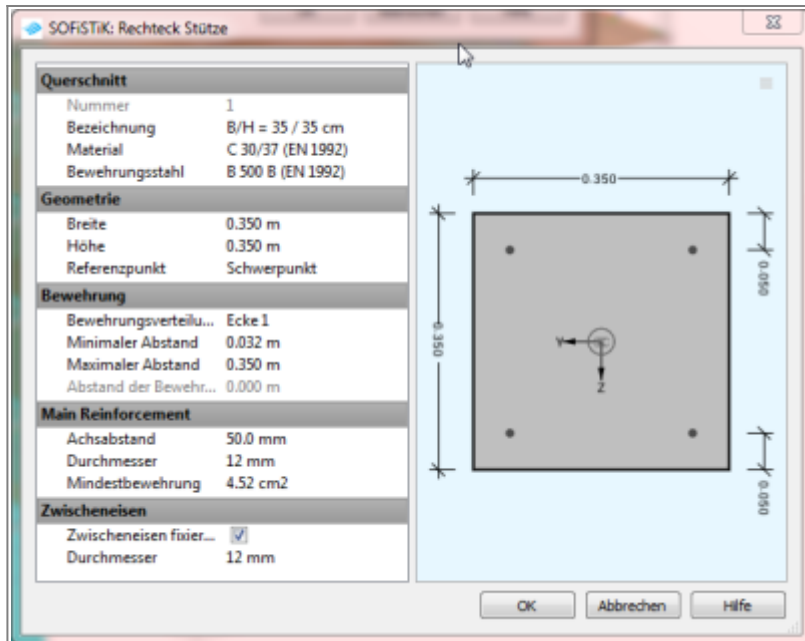 SOFiSTiK: Rechteck Stütze
Querschnitt
Nummer 1
Bezeichnung B/H = 35 / 35 cm
Material C 30/37 (EN 1992)
Bewehrungsstahl B 500 B (EN 1992)
Geometrie
Breite 0.350 m
Höhe 0.350 m
Referenzpunkt Schwerpunkt
Bewehrung
Bewehrungsverteilu... Ecke 1
Minimaler Abstand 0.032 m
Maximaler Abstand 0.350 m
Abstand der Bewehr... 0.000 m
Main Reinforcement
Achsabstand 50.0 mm
Durchmesser 12 mm
Mindestbewehrung 4.52 cm2
Zwischeneisen
Zwischeneisen fixier...
Durchmesser 12 mm
0.350
0.050
0.350
Y
Z
0.050
OK Abbrechen Hilfe